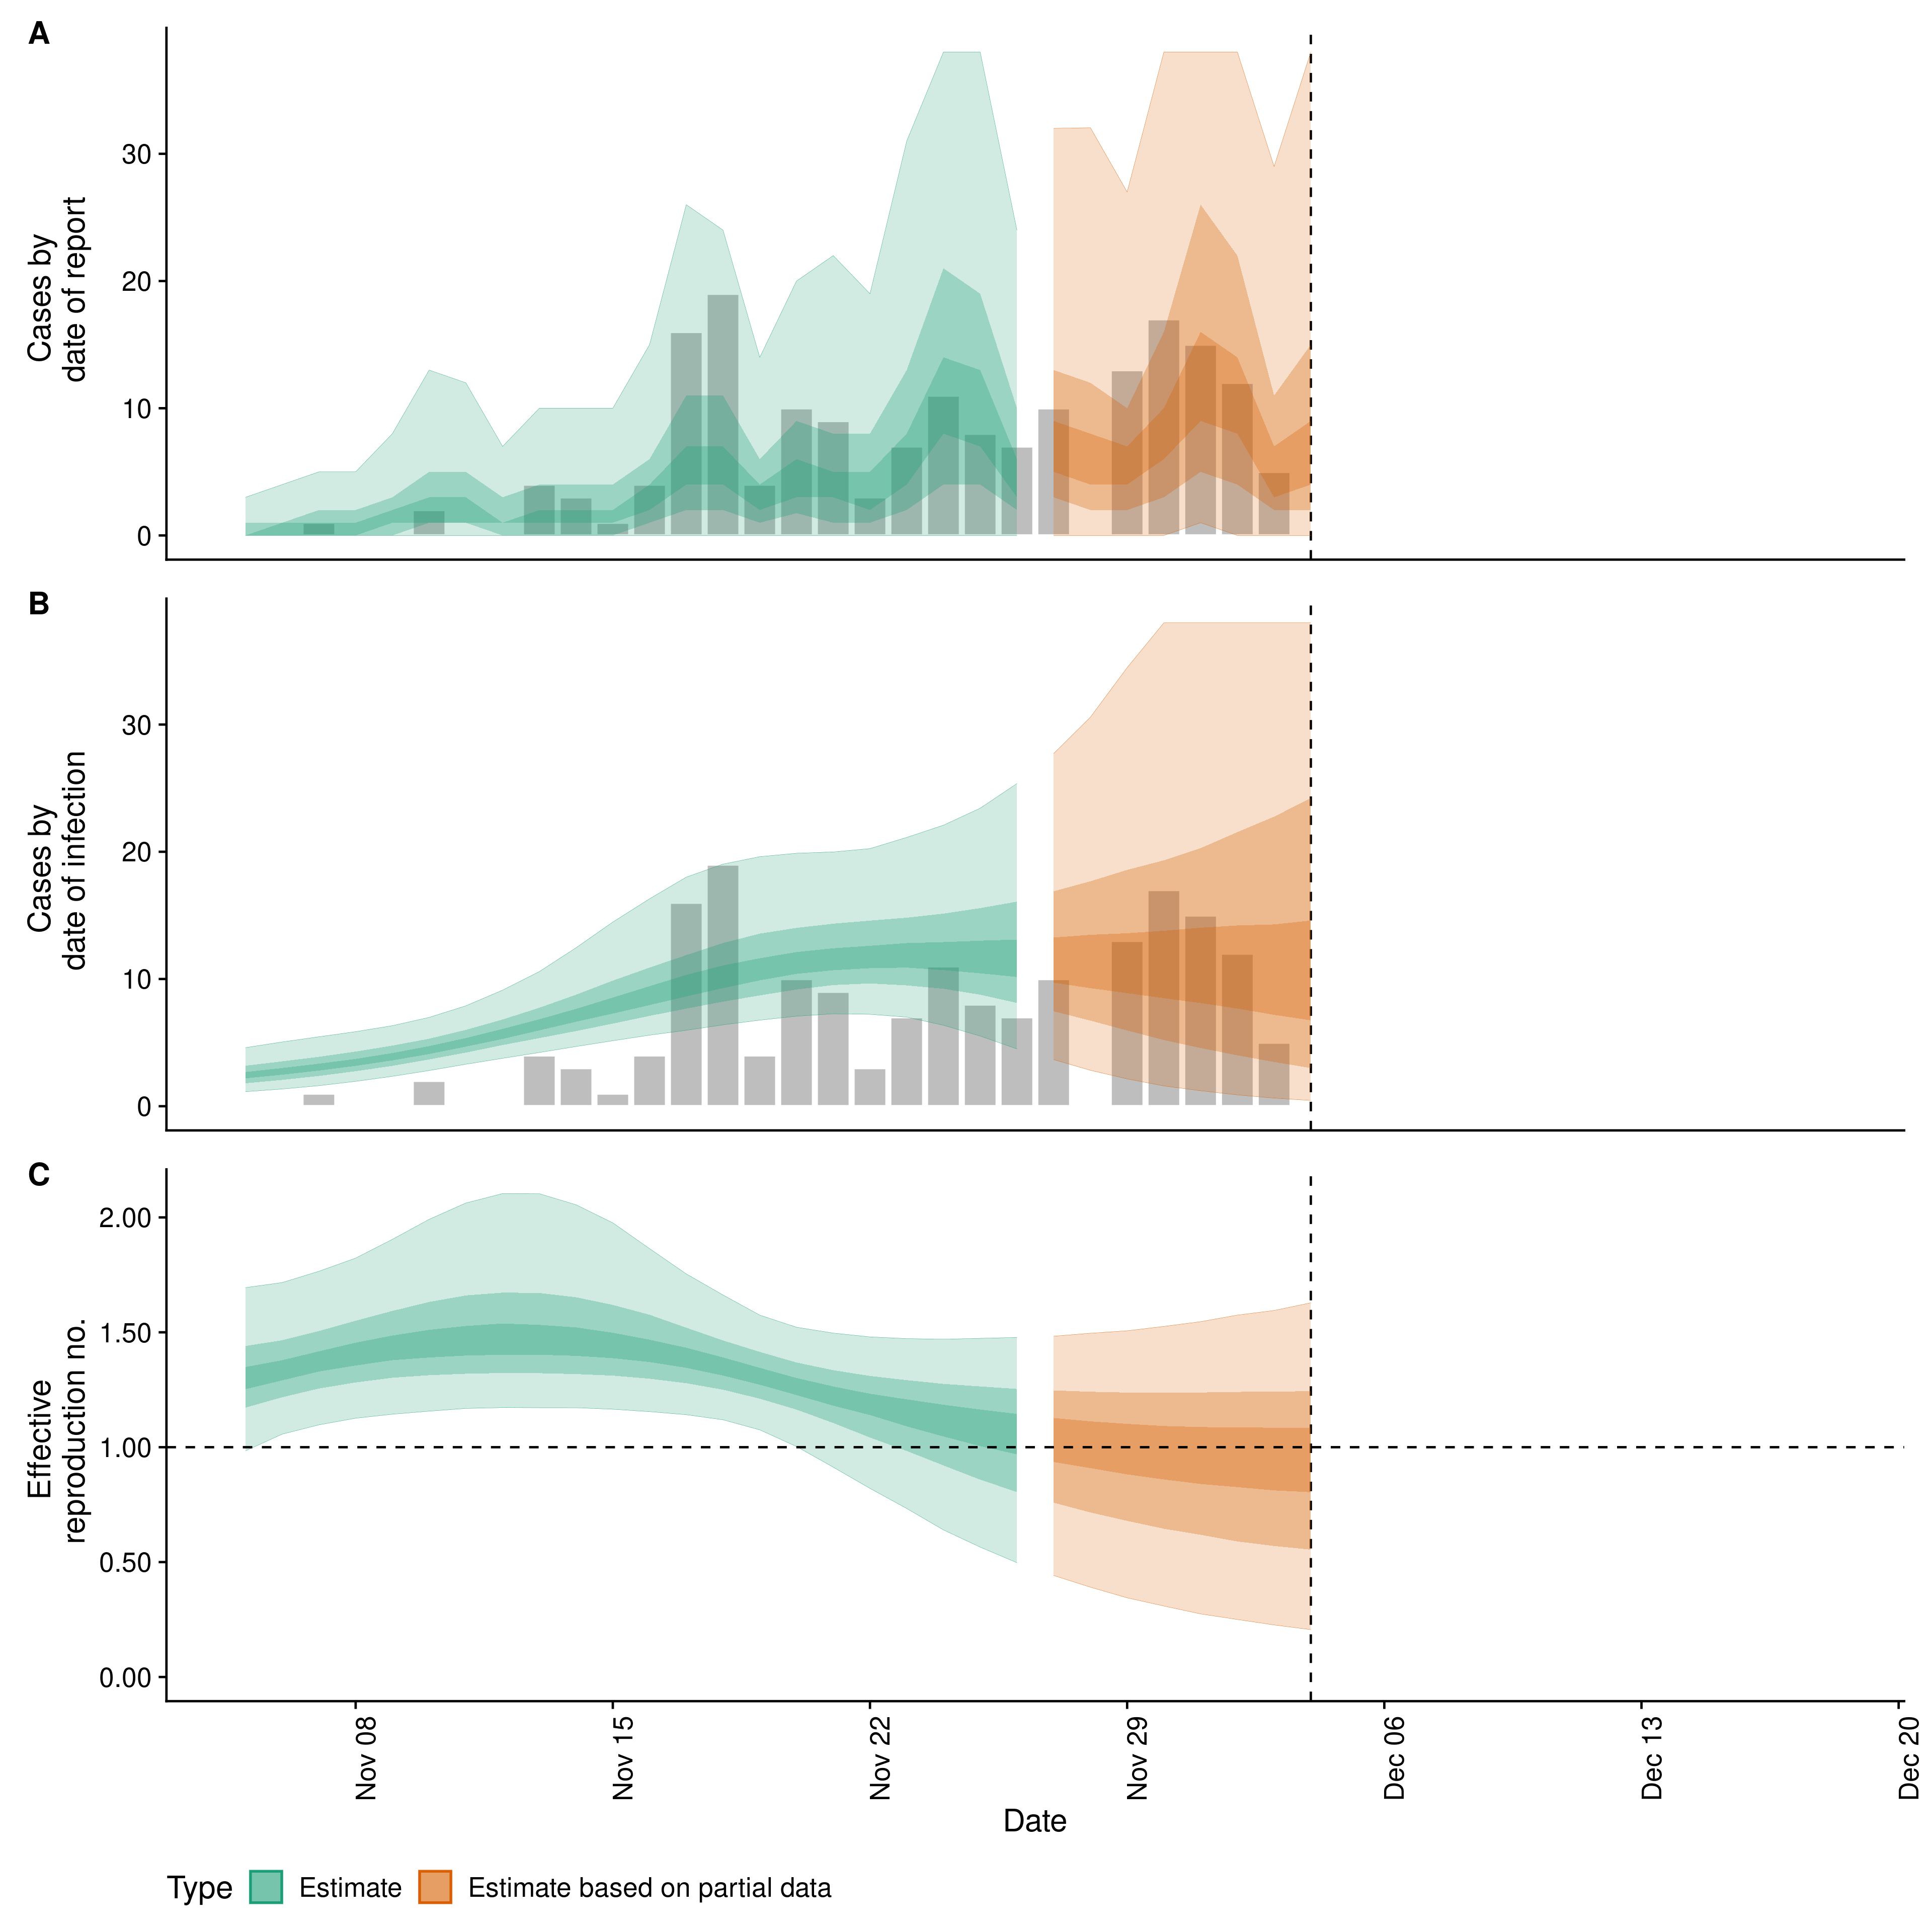 A
Cases by
date of report
30
20
10
0
B
Cases by
date of infection
30
20
10
0
C
Effective
reproduction no.
2.00
1.50
1.00
0.50
0.00
Nov 08
Nov 15
Nov 22
Nov 29
Dec 06
Dec 13
Dec 20
Date
Type
Estimate
Estimate based on partial data